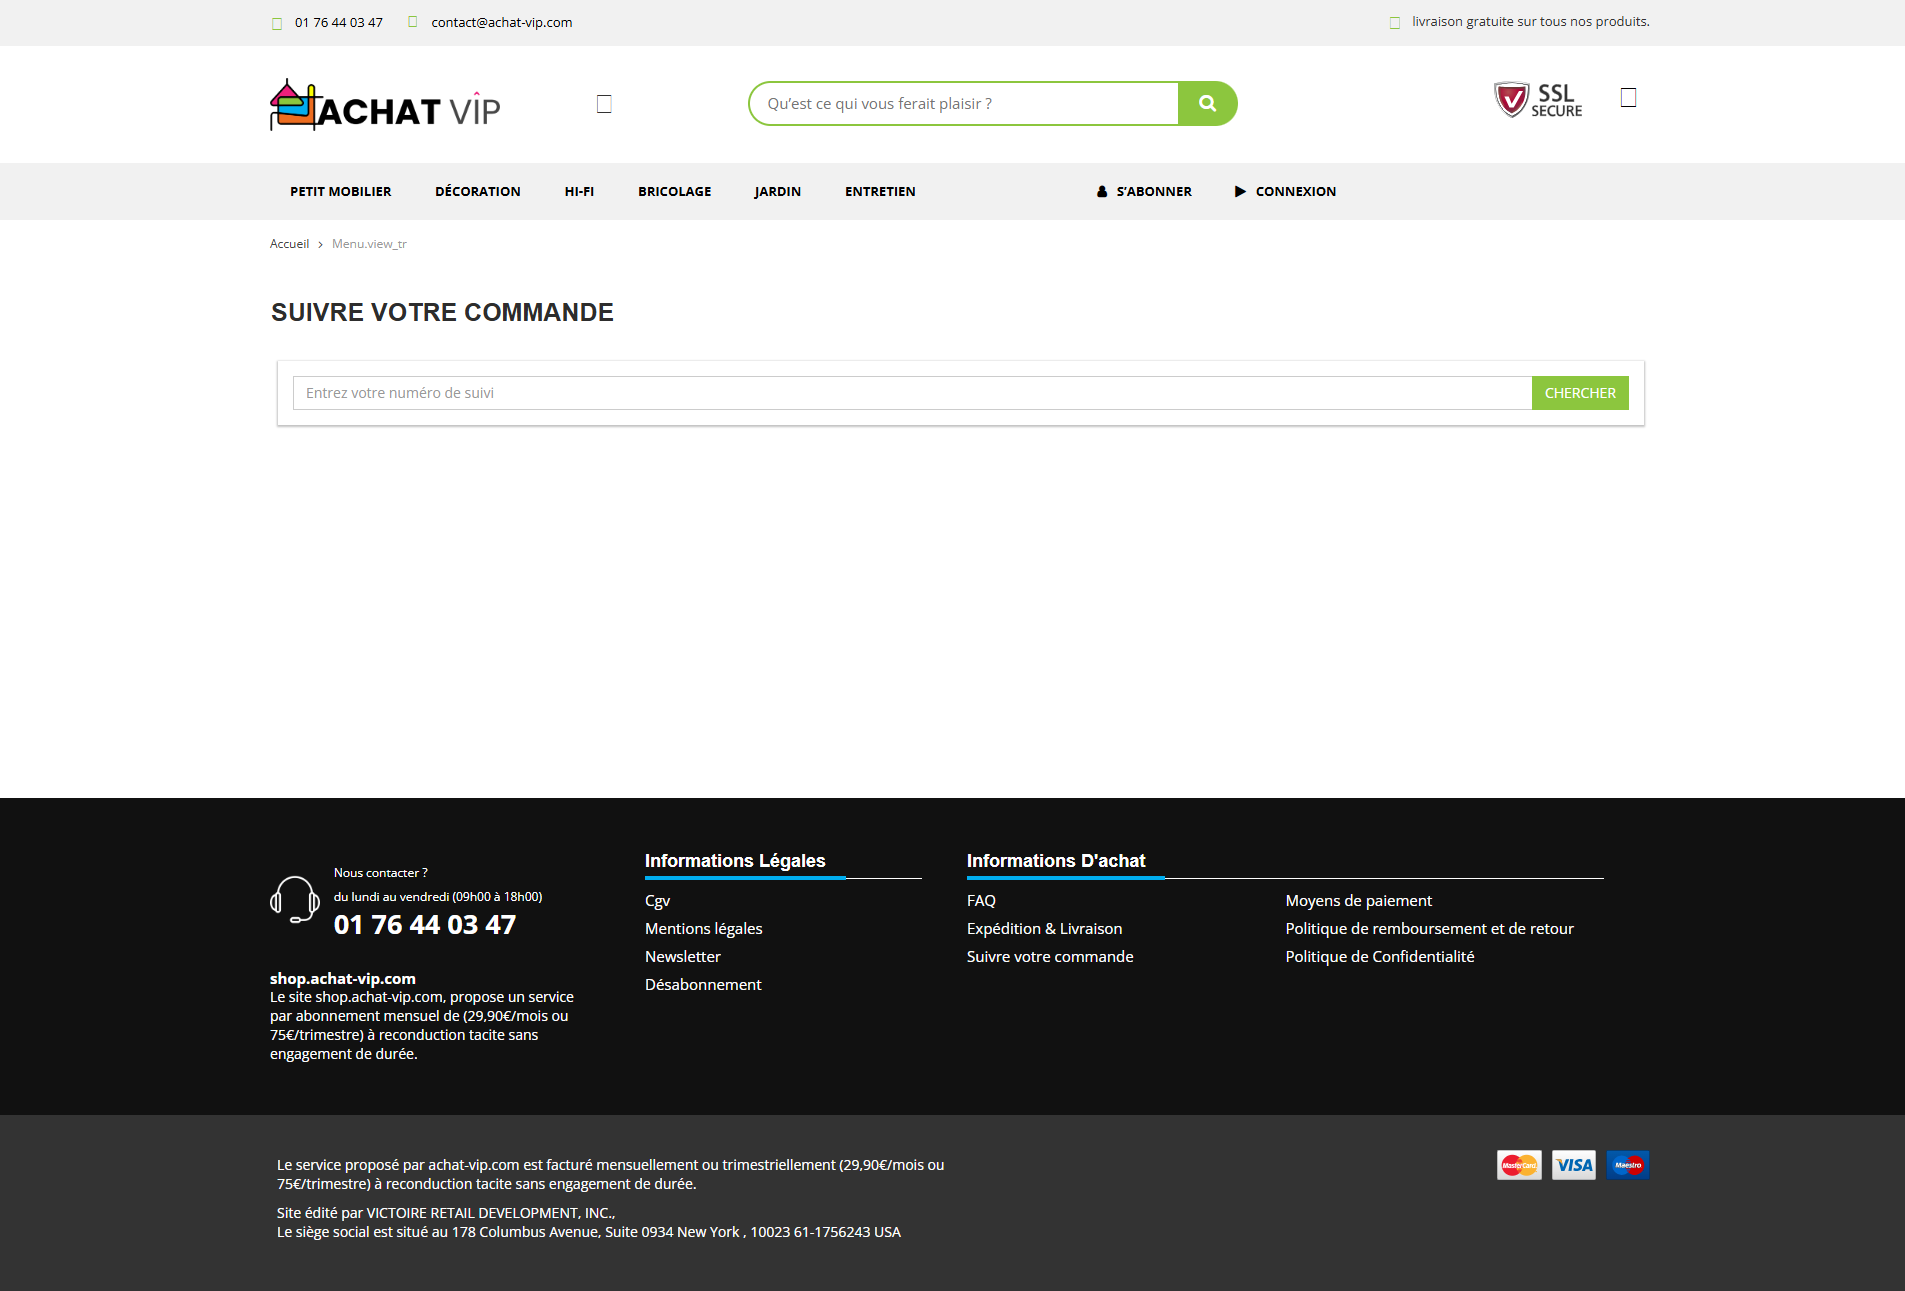 01 76 44 03 47
contact@achat-vip.com
livraison gratuite sur tous nos produits.
ACHAT VIP
Qu’est ce qui vous ferait plaisir ?
SSL
SECURE
PETIT MOBILIER
DÉCORATION
HI-FI
BRICOLAGE
JARDIN
ENTRETIEN
S’ABONNER
CONNEXION
Accueil > Menu.view_tr
SUIVRE VOTRE COMMANDE
Entrez votre numéro de suivi
CHERCHER
Nous contacter ?
du lundi au vendredi (09h00 à 18h00)
01 76 44 03 47
shop.achat-vip.com
Le site shop.achat-vip.com, propose un service
par abonnement mensuel de (29,90€/mois ou
75€/trimestre) à reconduction tacite sans
engagement de durée.
Informations Légales
Cgv
Mentions légales
Newsletter
Désabonnement
Informations D'achat
FAQ
Expédition & Livraison
Suivre votre commande
Moyens de paiement
Politique de remboursement et de retour
Politique de Confidentialité
Le service proposé par achat-vip.com est facturé mensuellement ou trimestriellement (29,90€/mois ou
75€/trimestre) à reconduction tacite sans engagement de durée.
Site édité par VICTOIRE RETAIL DEVELOPMENT, INC.,
Le siège social est situé au 178 Columbus Avenue, Suite 0934 New York , 10023 61-1756243 USA
MasterCard
VISA
Maestro